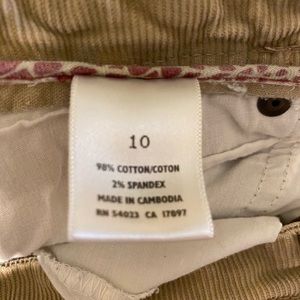 10
98% COTTON/COTON
2% SPANDEX
MADE IN CAMBODIA
RN 54023 CA 17897